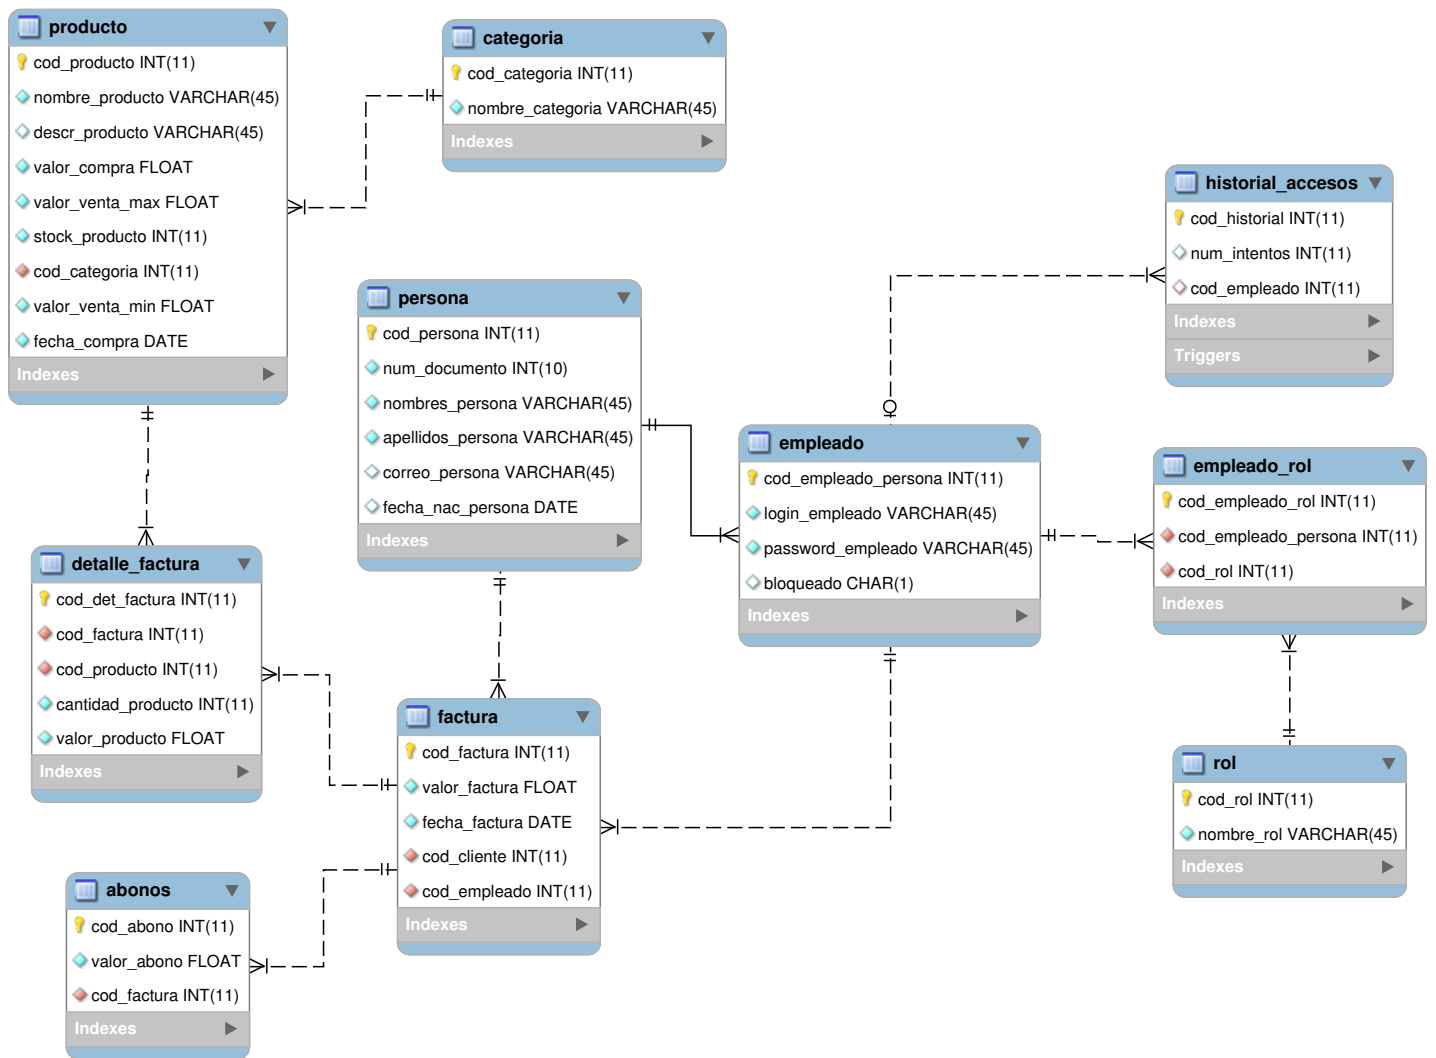 producto
cod_producto INT(11)
nombre_producto VARCHAR(45)
descr_producto VARCHAR(45)
valor_compra FLOAT
valor_venta_max FLOAT
stock_producto INT(11)
cod_categoria INT(11)
valor_venta_min FLOAT
fecha_compra DATE
Indexes
categoria
cod_categoria INT(11)
nombre_categoria VARCHAR(45)
Indexes
historial_accesos
cod_historial INT(11)
num_intentos INT(11)
cod_empleado INT(11)
Indexes
Triggers
persona
cod_persona INT(11)
num_documento INT(10)
nombres_persona VARCHAR(45)
apellidos_persona VARCHAR(45)
correo_persona VARCHAR(45)
fecha_nac_persona DATE
Indexes
empleado
cod_empleado_persona INT(11)
login_empleado VARCHAR(45)
password_empleado VARCHAR(45)
bloqueado CHAR(1)
Indexes
empleado_rol
cod_empleado_rol INT(11)
cod_empleado_persona INT(11)
cod_rol INT(11)
Indexes
detalle_factura
cod_det_factura INT(11)
cod_factura INT(11)
cod_producto INT(11)
cantidad_producto INT(11)
valor_producto FLOAT
Indexes
factura
cod_factura INT(11)
valor_factura FLOAT
fecha_factura DATE
cod_cliente INT(11)
cod_empleado INT(11)
Indexes
rol
cod_rol INT(11)
nombre_rol VARCHAR(45)
Indexes
abonos
cod_abono INT(11)
valor_abono FLOAT
cod_factura INT(11)
Indexes